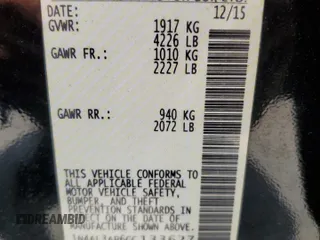 DATE: 12/15
GVWR: 1917 KG
4226 LB
GAWR FR.: 1010 KG
2227 LB
GAWR RR.: 940 KG
2072 LB
THIS VEHICLE CONFORMS TO
ALL APPLICABLE FEDERAL
MOTOR VEHICLE SAFETY,
BUMPER, AND THEFT
PREVENTION STANDARDS
IN EFFECT ON THE DATE OF
MANUFACTURE SHOWN
IDREAMBID